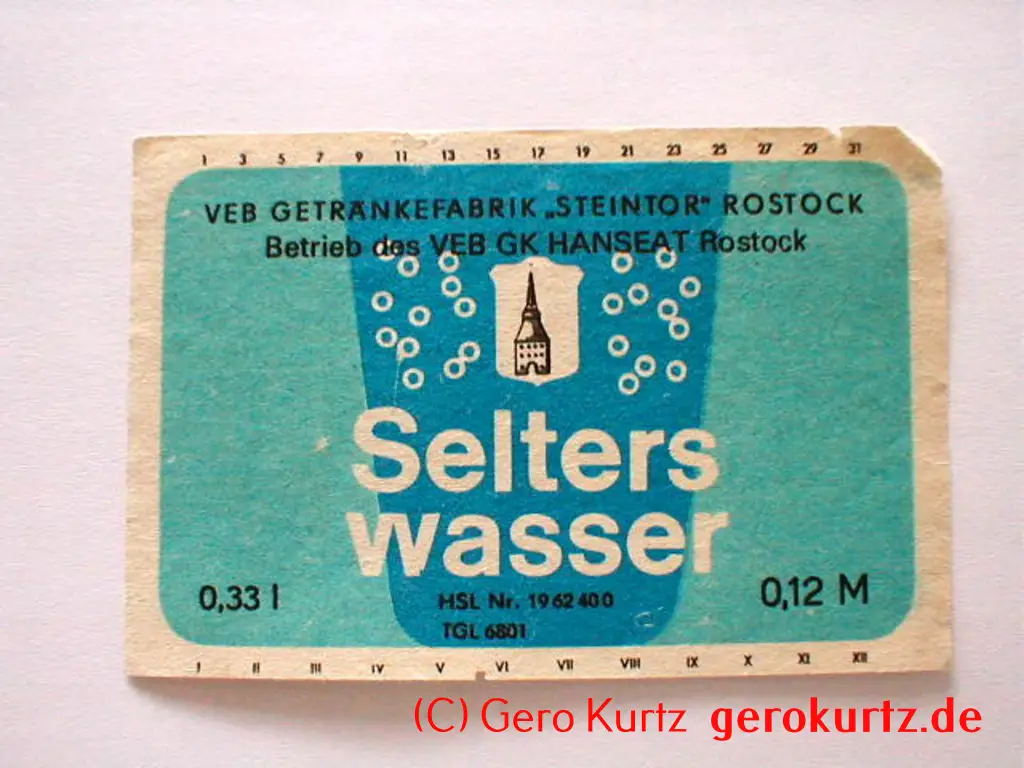 1 3 5 7 9 11 13 15 17 19 21 23 25 27 29 31
VEB GETRÄNKEFABRIK „STEINTOR" ROSTOCK
Betrieb des VEB GK HANSEAT Rostock
Selters
wasser
0,33 l
HSL Nr. 1962400
0,12 M
TGL 6801
I II III IV V VI VII VIII IX X XI XII
(C) Gero Kurtz gerokurtz.de